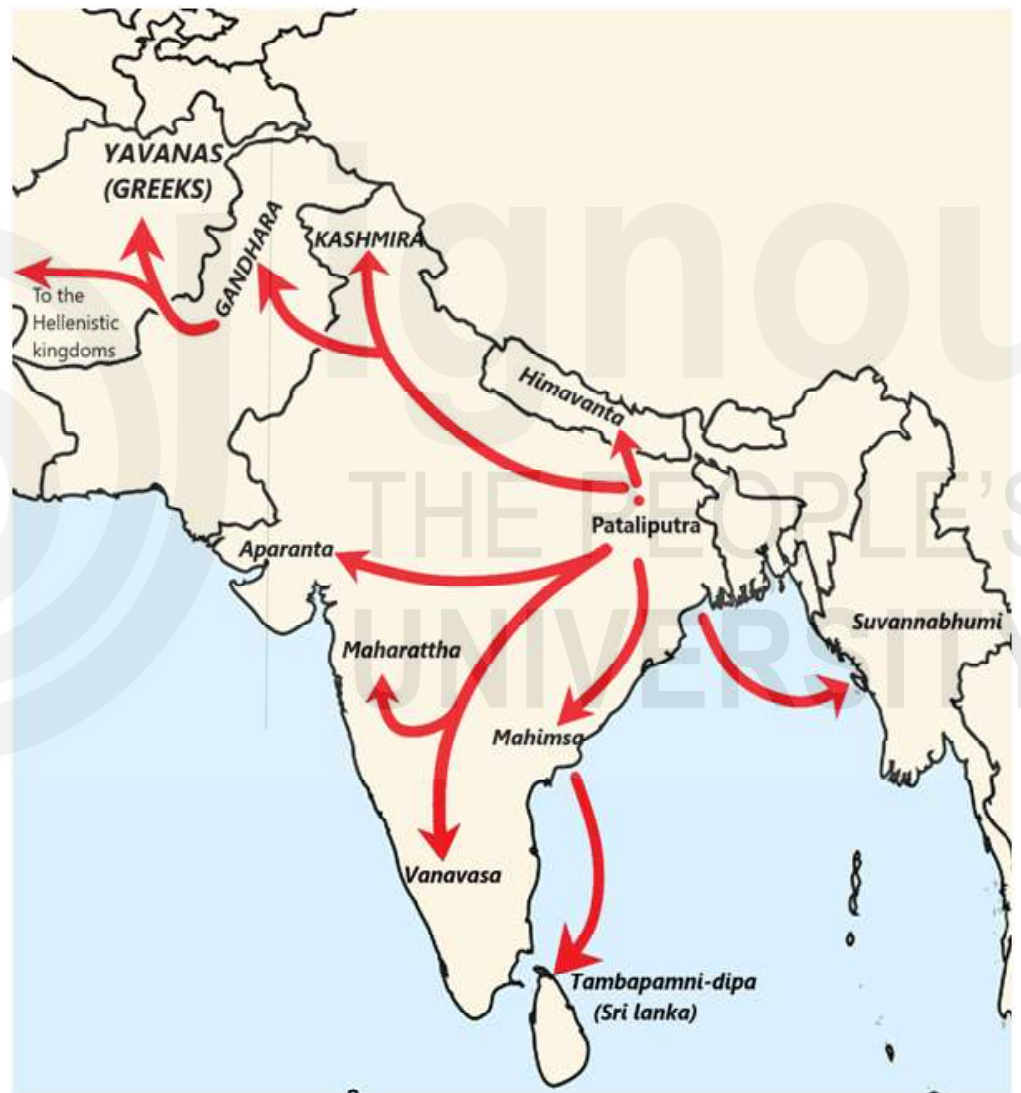 YAVANAS
(GREEKS)
GANDHARA
KASHMIRA
To the
Hellenistic
kingdoms
Himavanta
Pataliputra
Aparanta
Suvannabhumi
Maharattha
Mahimsa
Vanavasa
Tambapamni-dipa
(Sri lanka)
ignou
THE PEOPLE'S
UNIVERSITY